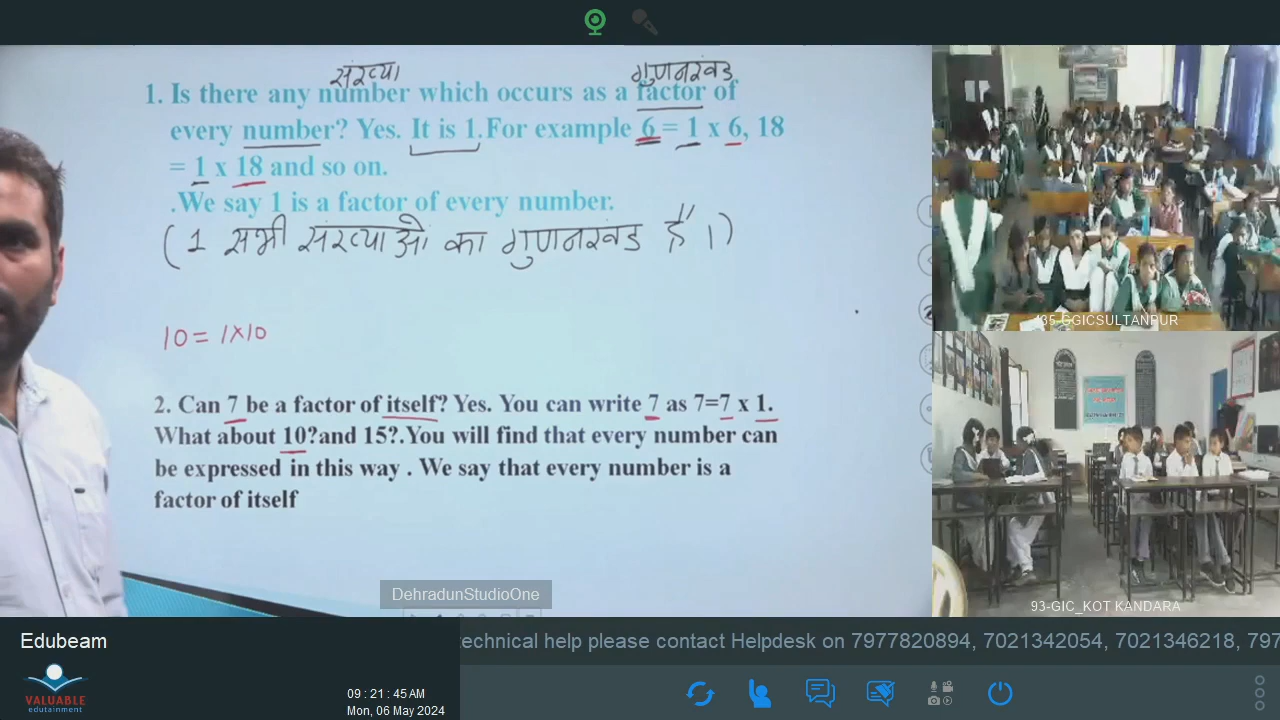 संख्या गुणनखंड
1. Is there any number which occurs as a factor of
every number? Yes. It is 1.For example 6 = 1 x 6, 18
= 1 x 18 and so on.
.We say 1 is a factor of every number.
(1 सभी संख्याओं का गुणनखंड है।)
10 = 1×10
2. Can 7 be a factor of itself? Yes. You can write 7 as 7=7 x 1.
What about 10?and 15?.You will find that every number can
be expressed in this way . We say that every number is a
factor of itself
DehradunStudioOne
GGICSULTANPUR
93-GIC_KOT KANDARA
Edubeam
technical help please contact Helpdesk on 7977820894, 7021342054, 7021346218, 797
VALUABLE
edutainment
09 : 21 : 45 AM
Mon, 06 May 2024